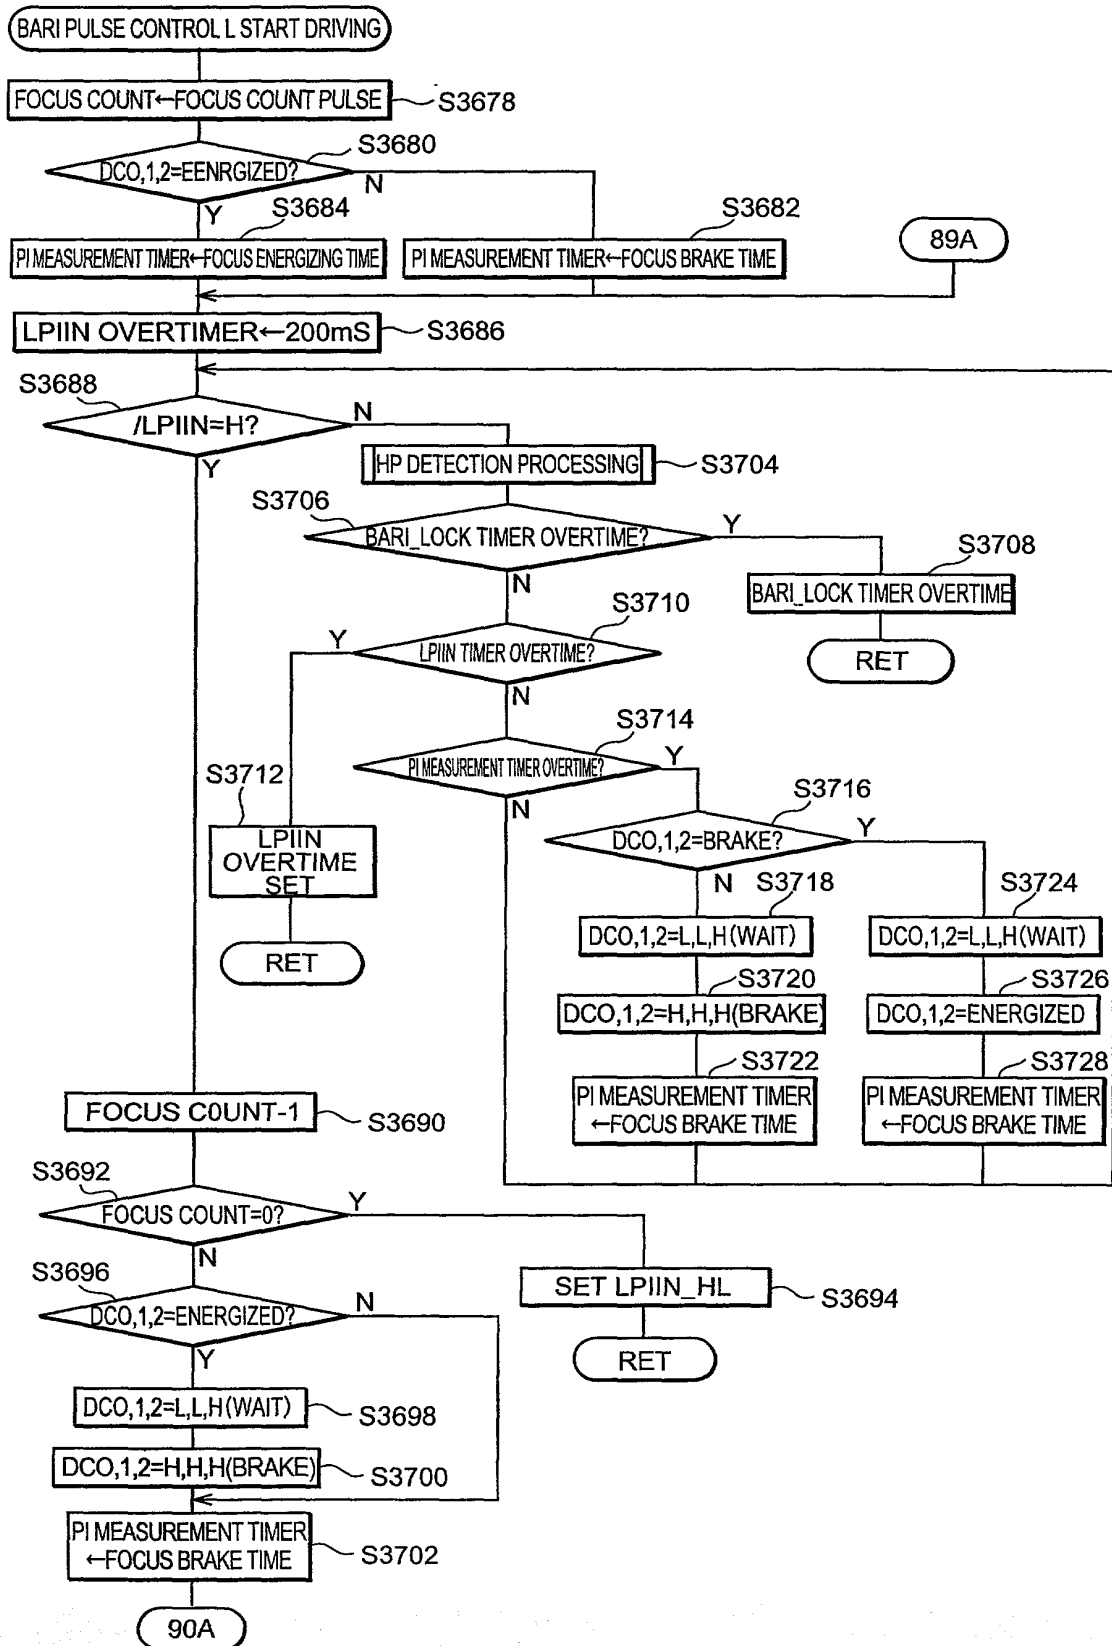 BARI PULSE CONTROL L START DRIVING
FOCUS COUNT←FOCUS COUNT PULSE
S3678
S3680
DCO,1,2=EENRGIZED?
N
Y
S3684
S3682
89A
PI MEASUREMENT TIMER←FOCUS ENERGIZING TIME
PI MEASUREMENT TIMER←FOCUS BRAKE TIME
LPIIN OVERTIMER←200mS
S3686
S3688
/LPIIN=H?
N
Y
HP DETECTION PROCESSING
S3704
S3706
BARI_LOCK TIMER OVERTIME?
Y
N
S3708
BARI_LOCK TIMER OVERTIME
RET
S3710
Y
LPIIN TIMER OVERTIME?
N
S3714
PI MEASUREMENT TIMER OVERTIME?
Y
N
S3712
LPIIN
OVERTIME
SET
RET
S3716
DCO,1,2=BRAKE?
Y
N
S3718
S3724
DCO,1,2=L,L,H(WAIT)
DCO,1,2=L,L,H(WAIT)
S3720
S3726
DCO,1,2=H,H,H(BRAKE)
DCO,1,2=ENERGIZED
S3722
S3728
PI MEASUREMENT TIMER
←FOCUS BRAKE TIME
PI MEASUREMENT TIMER
←FOCUS BRAKE TIME
FOCUS C0UNT-1
S3690
S3692
FOCUS COUNT=0?
Y
N
S3696
DCO,1,2=ENERGIZED?
N
Y
SET LPIIN_HL
S3694
RET
DCO,1,2=L,L,H(WAIT)
S3698
DCO,1,2=H,H,H(BRAKE)
S3700
PI MEASUREMENT TIMER
←FOCUS BRAKE TIME
S3702
90A